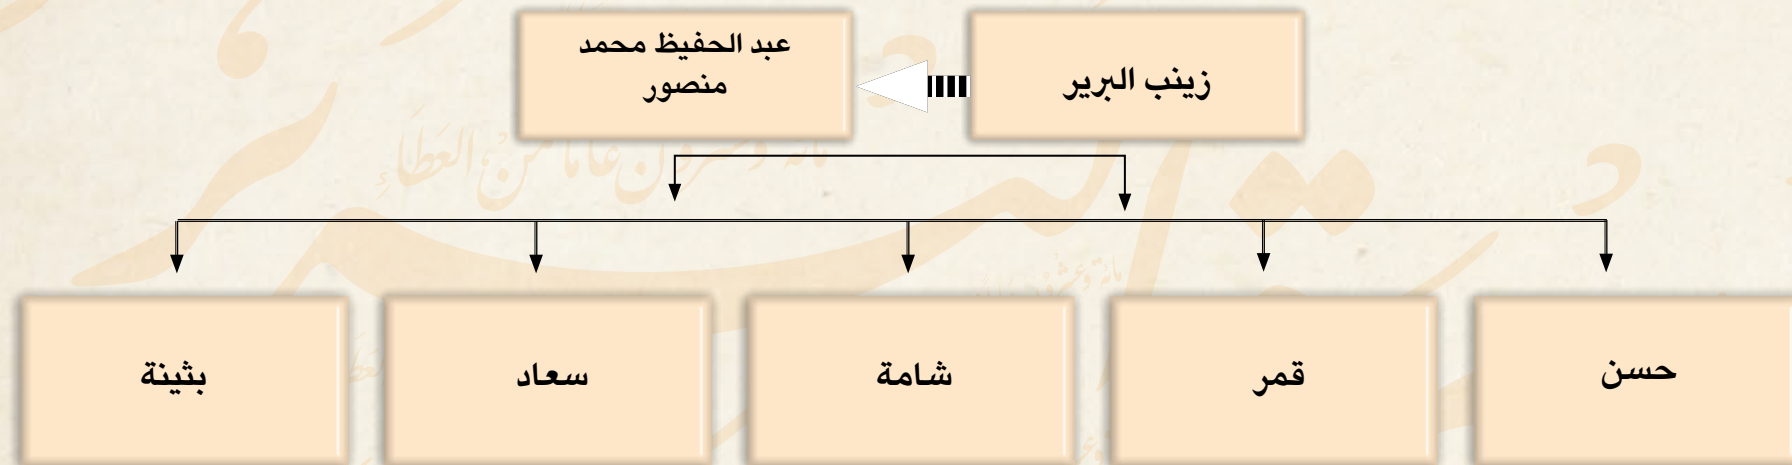 زينب البرير
عبد الحفيظ محمد
منصور
حسن
قمر
شامة
سعاد
بثينة